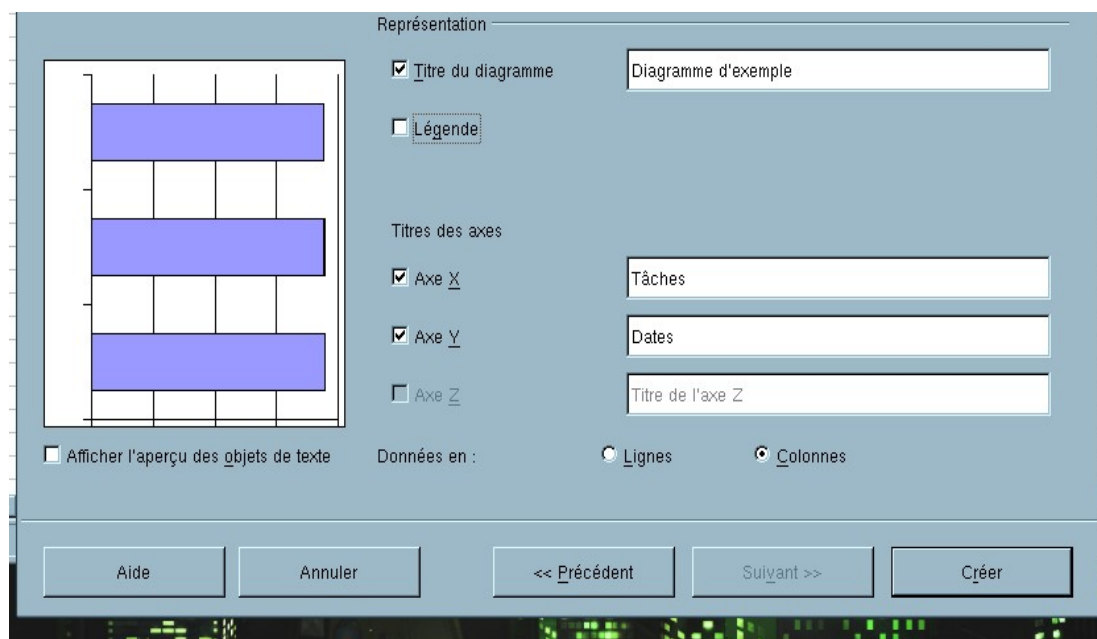 Représentation
Titre du diagramme
Diagramme d'exemple
Légende
Titres des axes
Axe X
Tâches
Axe Y
Dates
Axe Z
Titre de l'axe Z
Afficher l'aperçu des objets de texte
Données en :
Lignes
Colonnes
Aide
Annuler
<< Précédent
Suivant >>
Créer